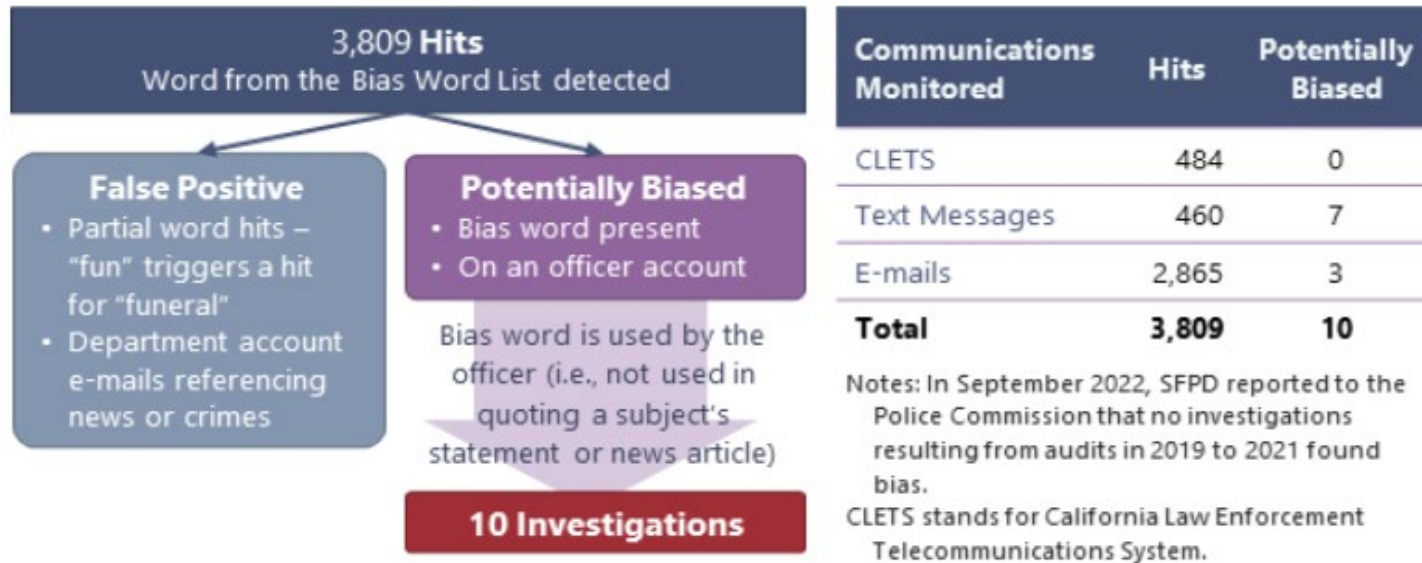 3,809 Hits
Word from the Bias Word List detected
False Positive
• Partial word hits –
“fun” triggers a hit
for “funeral”
• Department account
e-mails referencing
news or crimes
Potentially Biased
• Bias word present
• On an officer account
Bias word is used by the
officer (i.e., not used in
quoting a subject’s
statement or news article)
10 Investigations
Communications Monitored Hits Potentially Biased
CLETS 484 0
Text Messages 460 7
E-mails 2,865 3
Total 3,809 10
Notes: In September 2022, SFPD reported to the
Police Commission that no investigations
resulting from audits in 2019 to 2021 found
bias.
CLETS stands for California Law Enforcement
Telecommunications System.